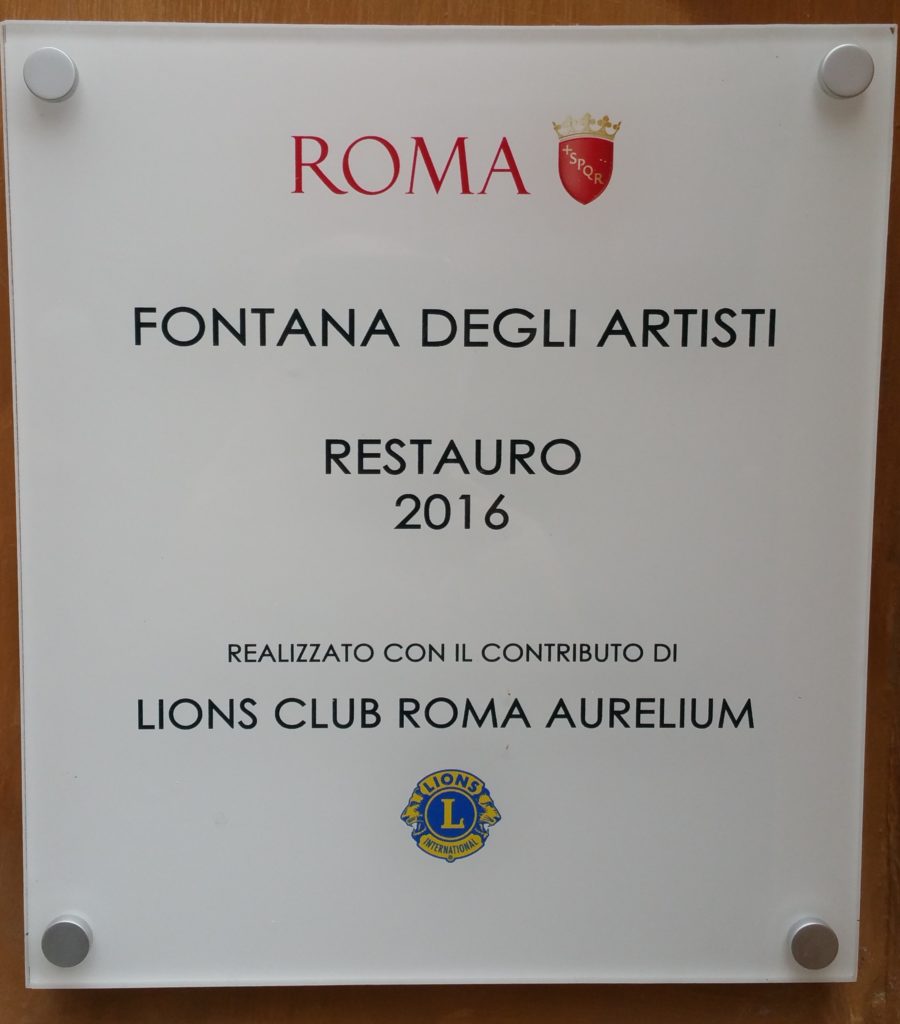 ROMA
SPQR
FONTANA DEGLI ARTISTI
RESTAURO
2016
REALIZZATO CON IL CONTRIBUTO DI
LIONS CLUB ROMA AURELIUM
LIONS
L
INTERNATIONAL